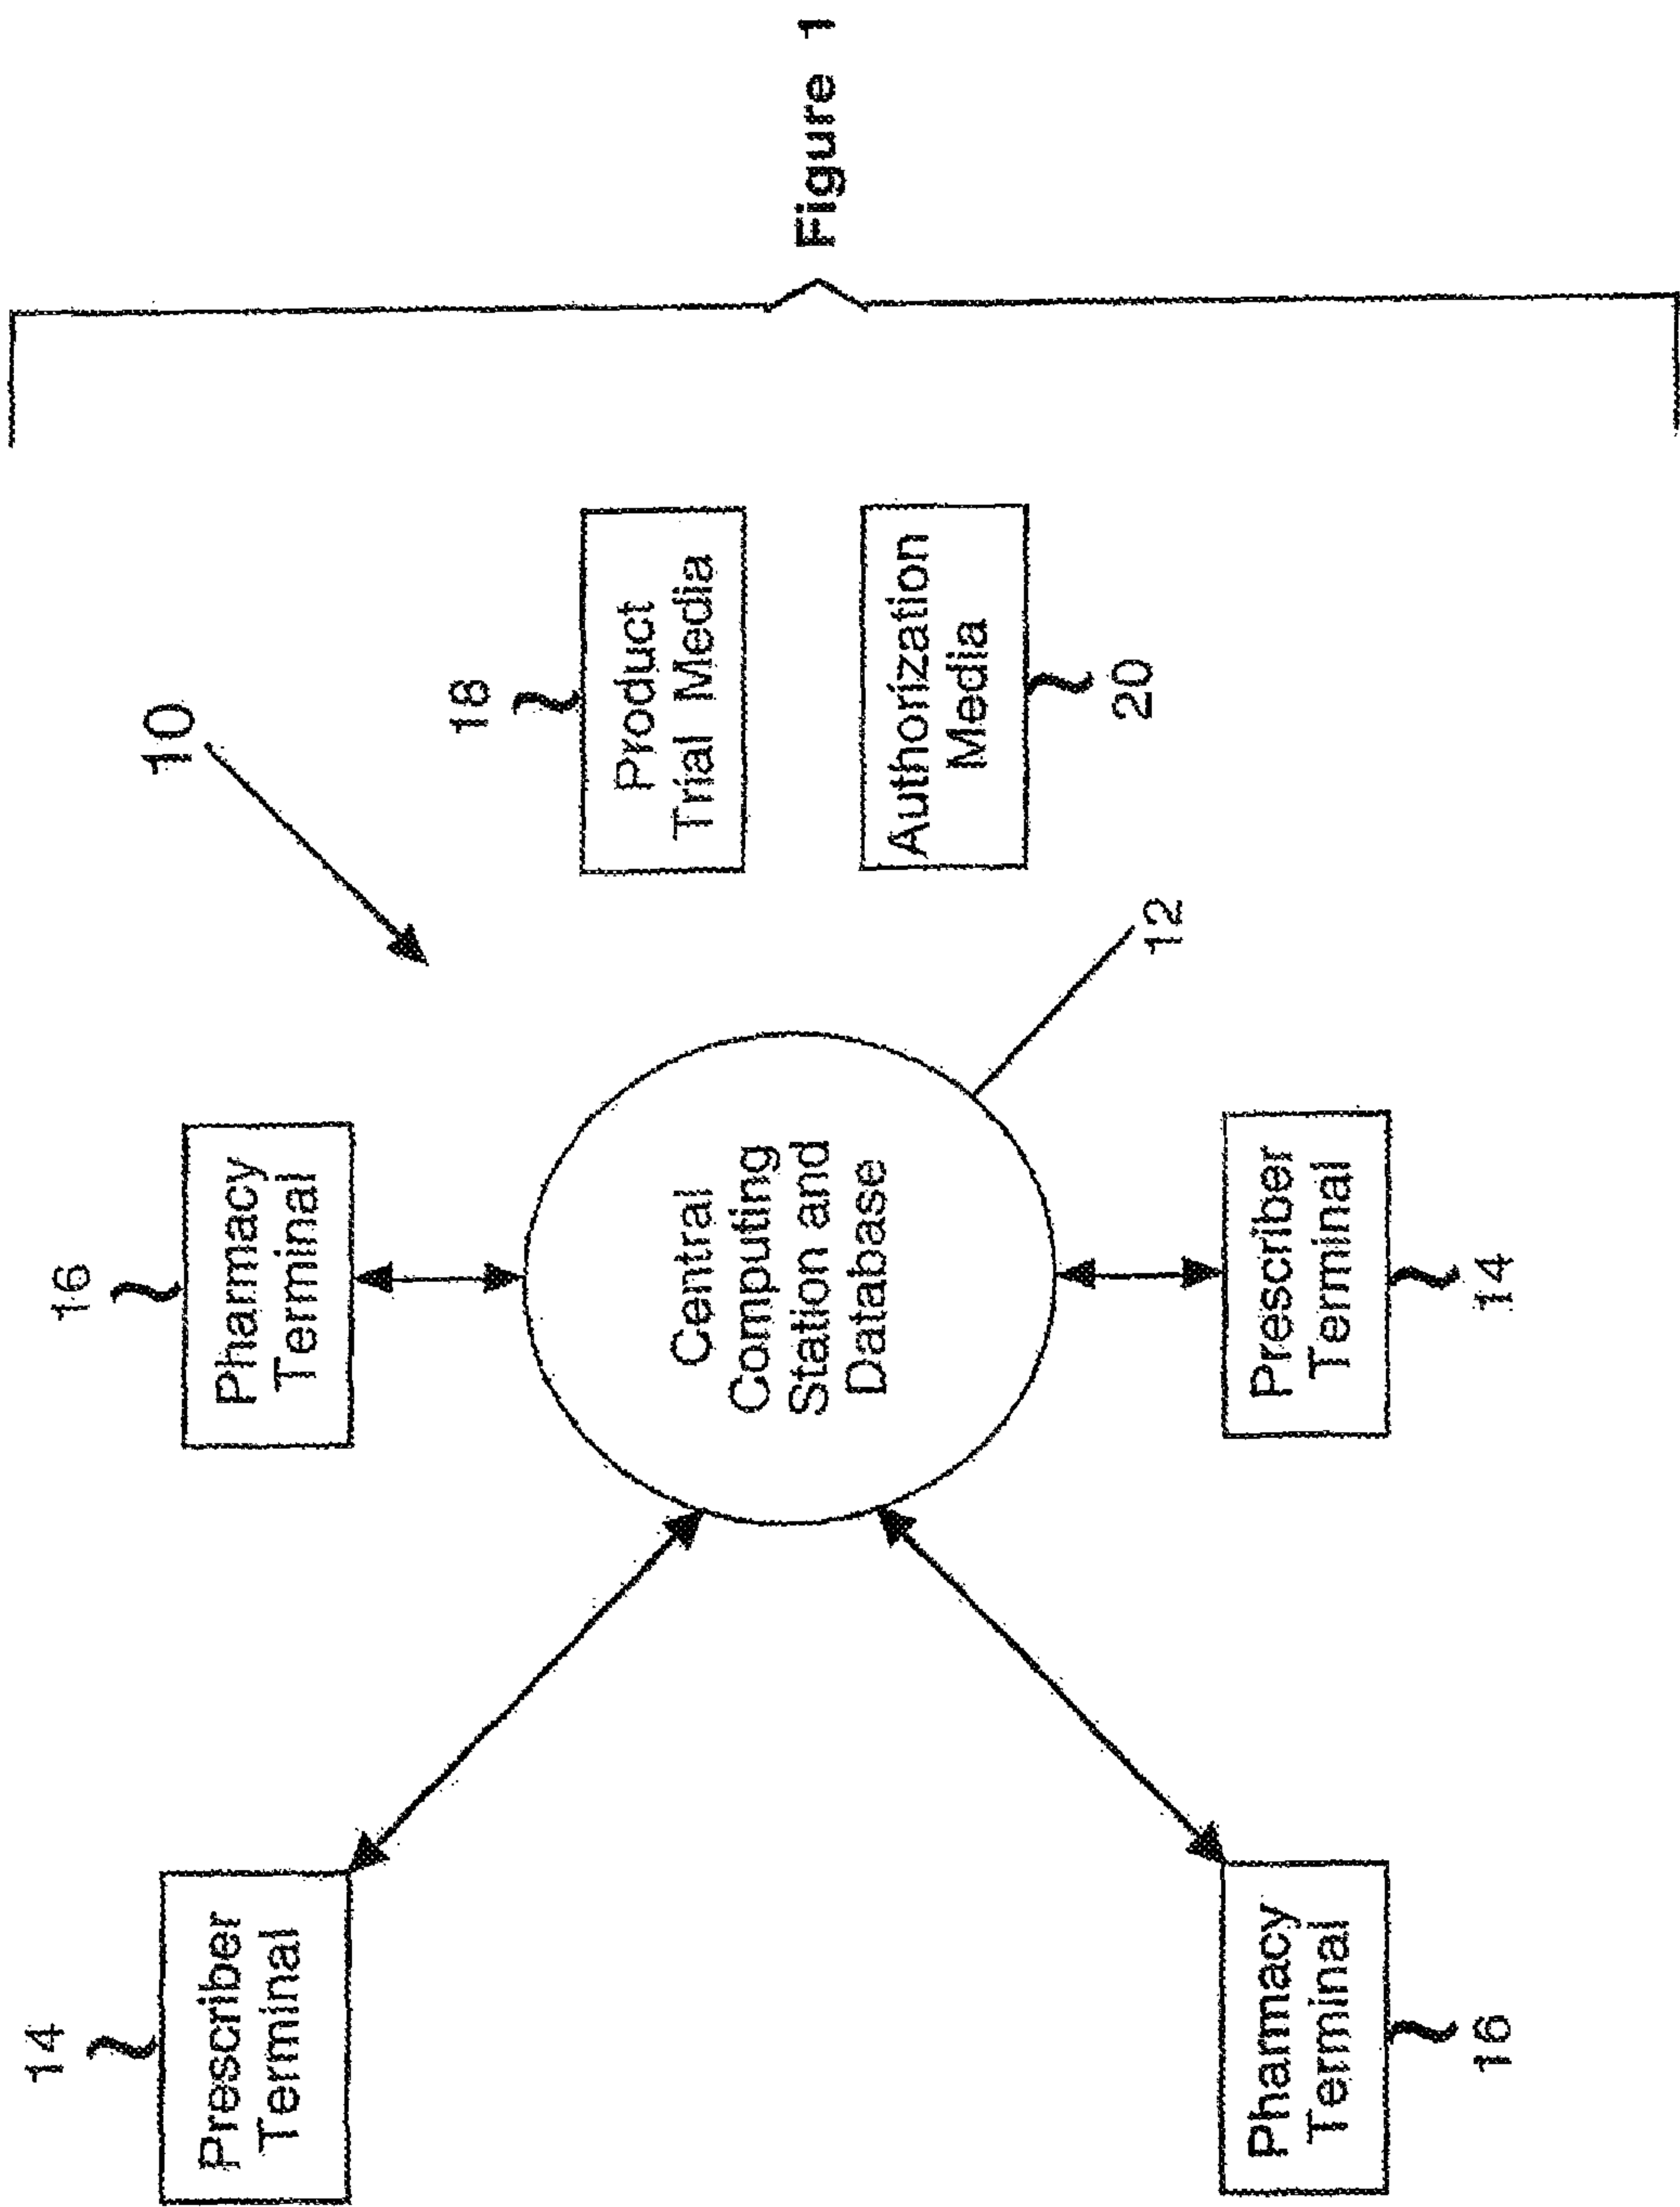 14
Prescriber
Terminal
16
Pharmacy
Terminal
10
18
Product
Trial Media
Central
Computing
Station and
Database
12
Authorization
Media
20
Pharmacy
Terminal
16
Prescriber
Terminal
14
Figure 1